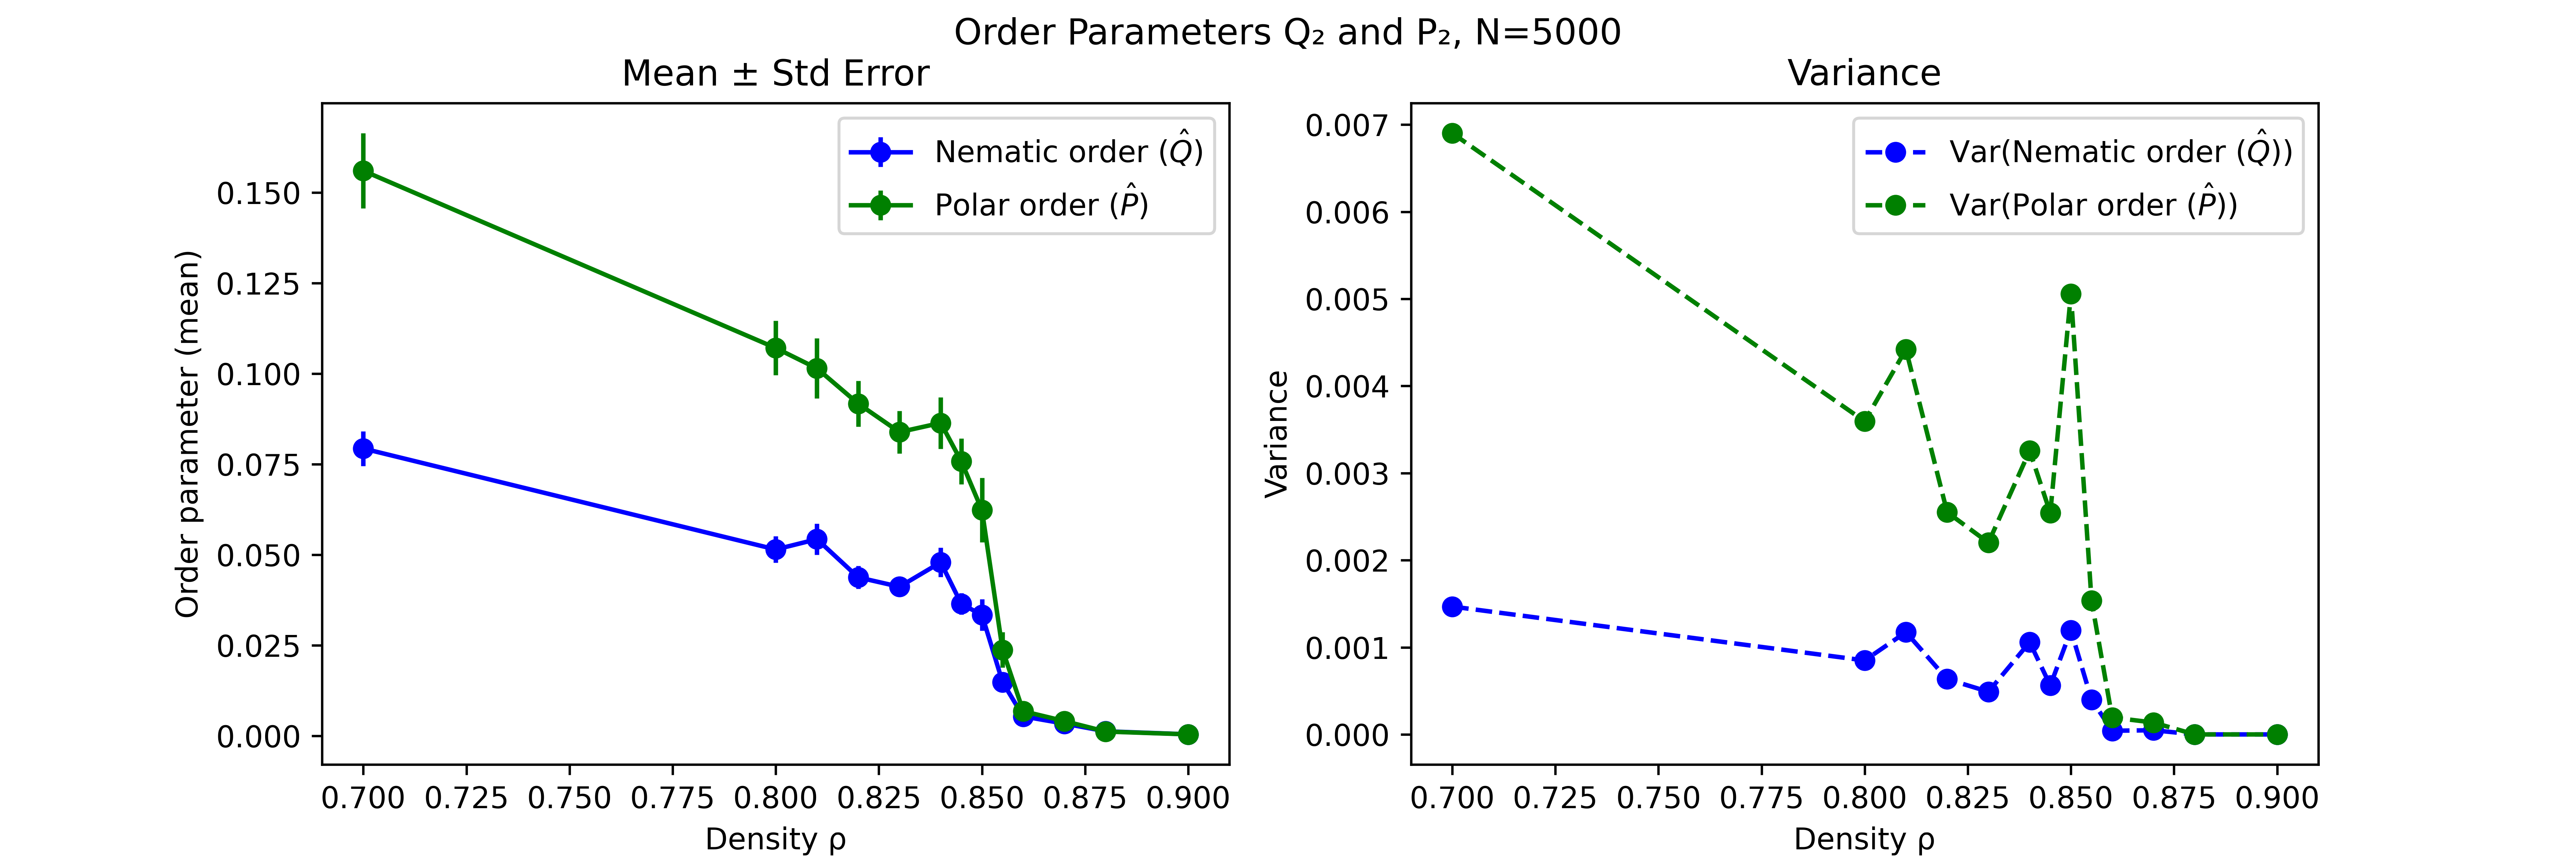 Order Parameters Q₂ and P₂, N=5000
Mean ± Std Error
Order parameter (mean)
0.150
0.125
0.100
0.075
0.050
0.025
0.000
Nematic order (Q̂)
Polar order (P̂)
0.700 0.725 0.750 0.775 0.800 0.825 0.850 0.875 0.900
Density ρ
Variance
Variance
0.007
0.006
0.005
0.004
0.003
0.002
0.001
0.000
Var(Nematic order (Q̂))
Var(Polar order (P̂))
0.700 0.725 0.750 0.775 0.800 0.825 0.850 0.875 0.900
Density ρ